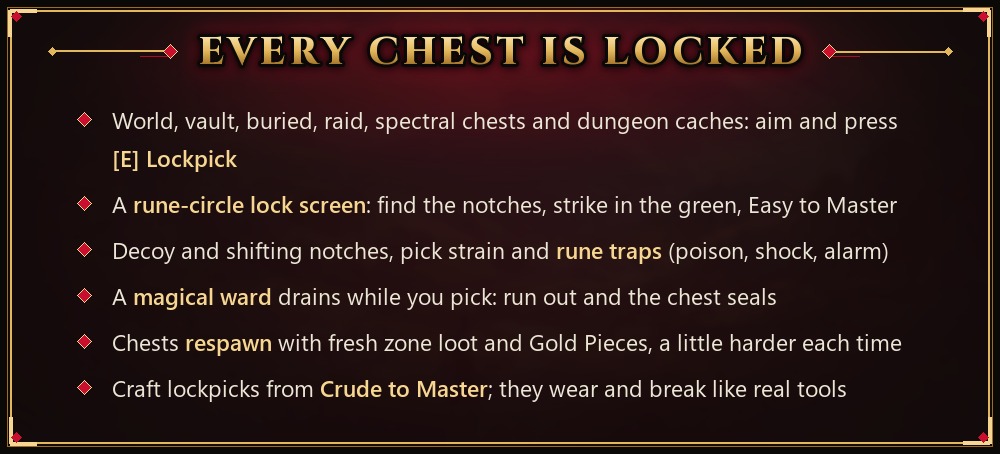 EVERY CHEST IS LOCKED
World, vault, buried, raid, spectral chests and dungeon caches: aim and press
[E] Lockpick
A rune-circle lock screen: find the notches, strike in the green, Easy to Master
Decoy and shifting notches, pick strain and rune traps (poison, shock, alarm)
A magical ward drains while you pick: run out and the chest seals
Chests respawn with fresh zone loot and Gold Pieces, a little harder each time
Craft lockpicks from Crude to Master; they wear and break like real tools